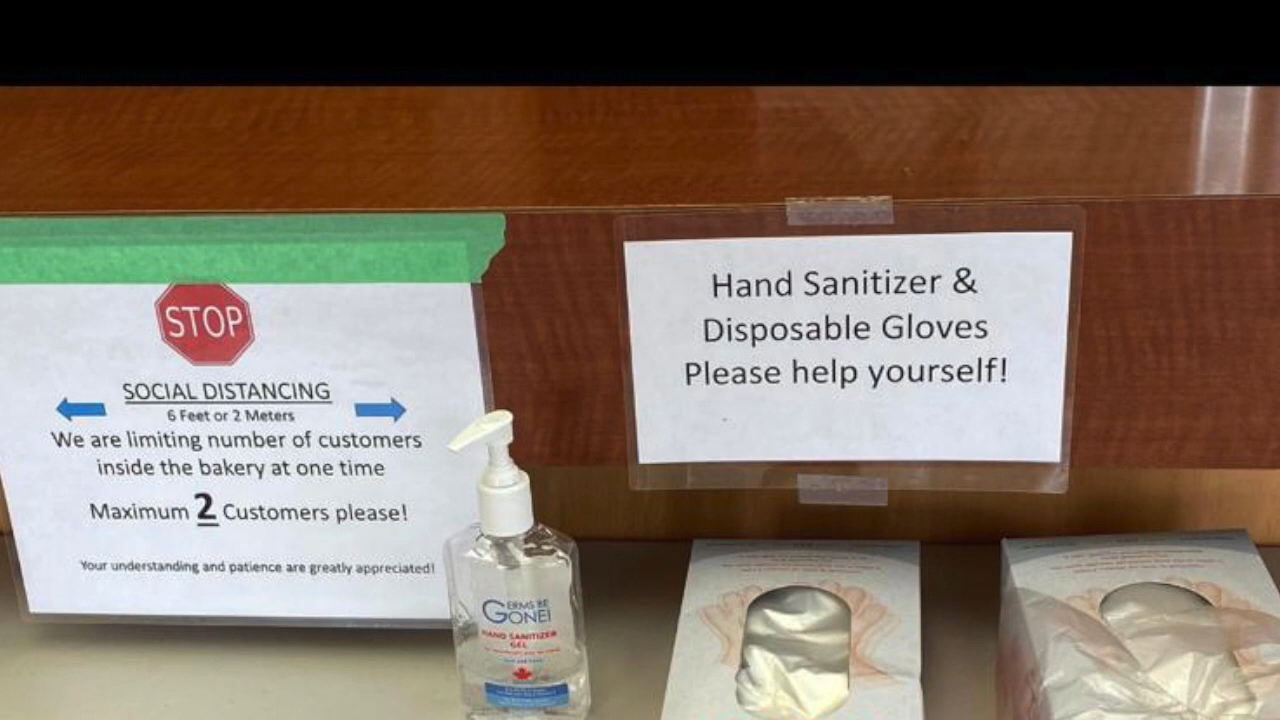 STOP
SOCIAL DISTANCING
6 Feet or 2 Meters
We are limiting number of customers
inside the bakery at one time
Maximum 2 Customers please!
Your understanding and patience are greatly appreciated!
Hand Sanitizer &
Disposable Gloves
Please help yourself!
GERMS BE
GONE!
HAND SANITIZER
GEL